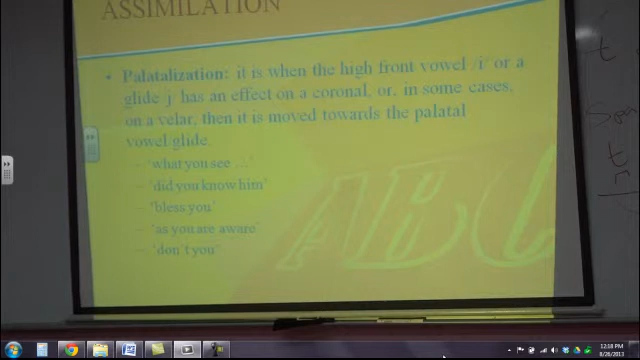 ASSIMILATION
• Palatalization: it is when the high front vowel /i/ or a
glide j has an effect on a coronal, or, in some cases,
on a velar, then it is moved towards the palatal
vowel glide.
– 'what you see ...'
– 'did you know him'
– 'bless you'
– 'as you are aware'
– 'don't you'
ABC
12:18 PM
8/28/2013